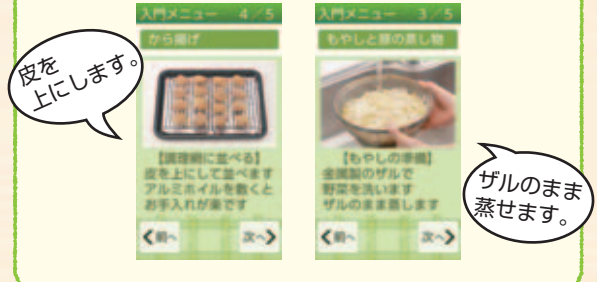 皮を
上にします。
入門メニュー 4/5
から揚げ
【調理網に並べる】
皮を上にして並べます
アルミホイルを敷くと
お手入れが楽です
前へ
次へ
入門メニュー 3/5
もやしと豚の蒸し物
【もやしの準備】
金属製のザルで
野菜を洗います
ザルのまま蒸します
前へ
次へ
ザルのまま
蒸せます。